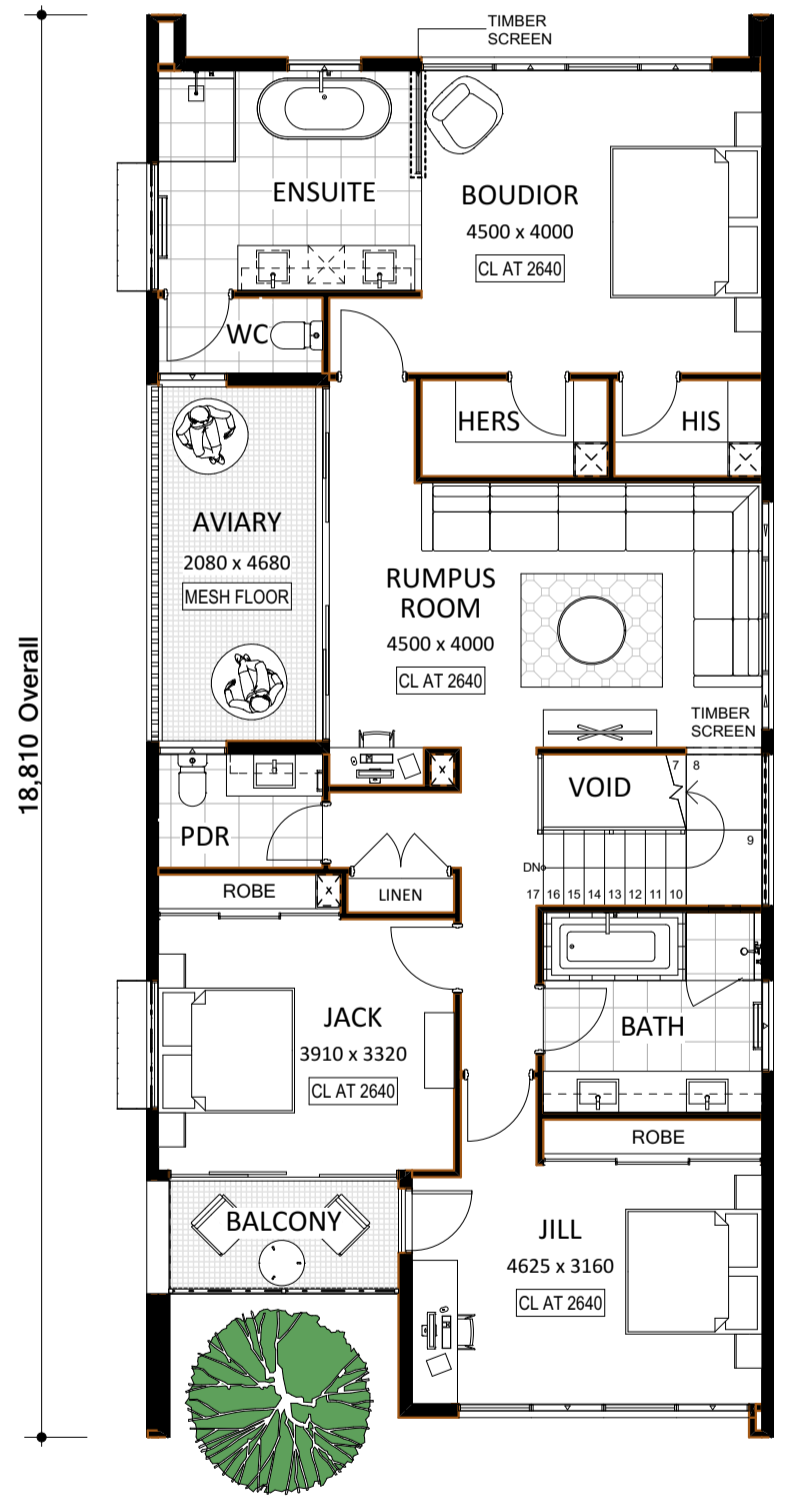 TIMBER
SCREEN
ENSUITE
BOUDIOR
4500 x 4000
CL AT 2640
WC
HERS
HIS
AVIARY
2080 x 4680
MESH FLOOR
RUMPUS
ROOM
4500 x 4000
CL AT 2640
18,810 Overall
TIMBER
SCREEN
VOID
7
8
9
DN
17 16 15 14 13 12 11 10
PDR
ROBE
X
LINEN
JACK
3910 x 3320
CL AT 2640
BATH
ROBE
BALCONY
JILL
4625 x 3160
CL AT 2640